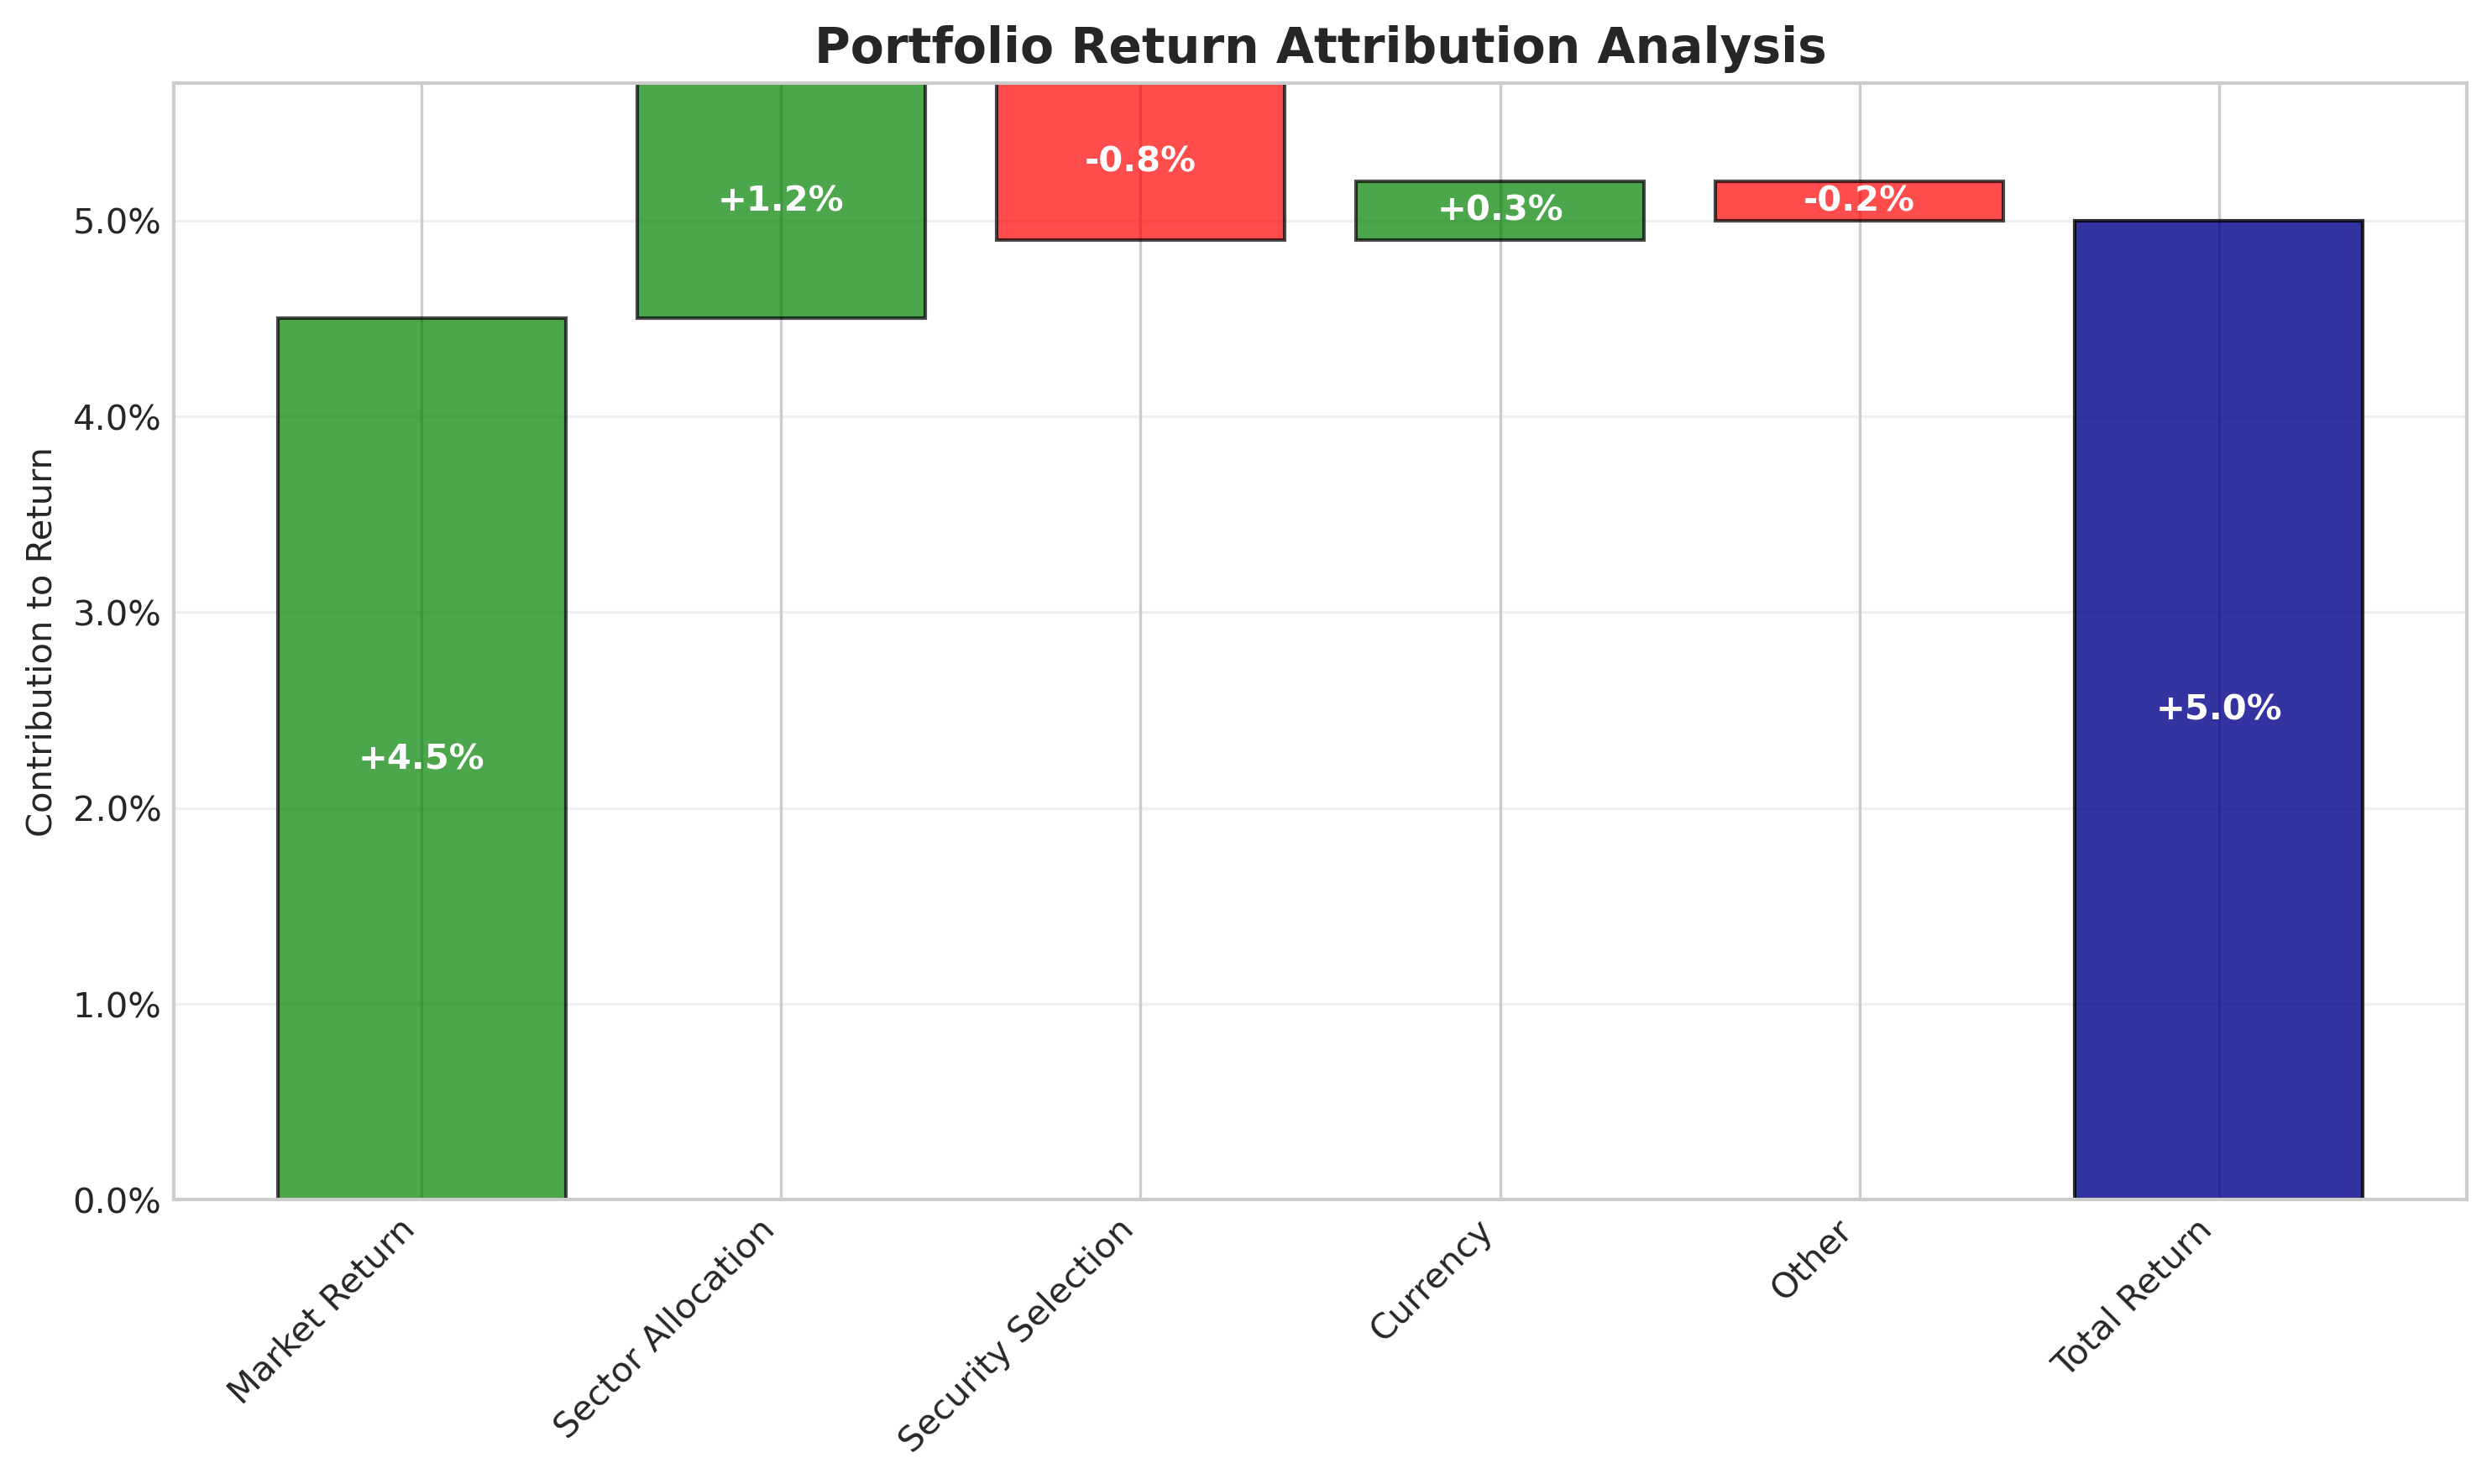 Portfolio Return Attribution Analysis
Contribution to Return
5.0%
4.0%
3.0%
2.0%
1.0%
0.0%
+4.5%
+1.2%
-0.8%
+0.3%
-0.2%
+5.0%
Market Return
Sector Allocation
Security Selection
Currency
Other
Total Return